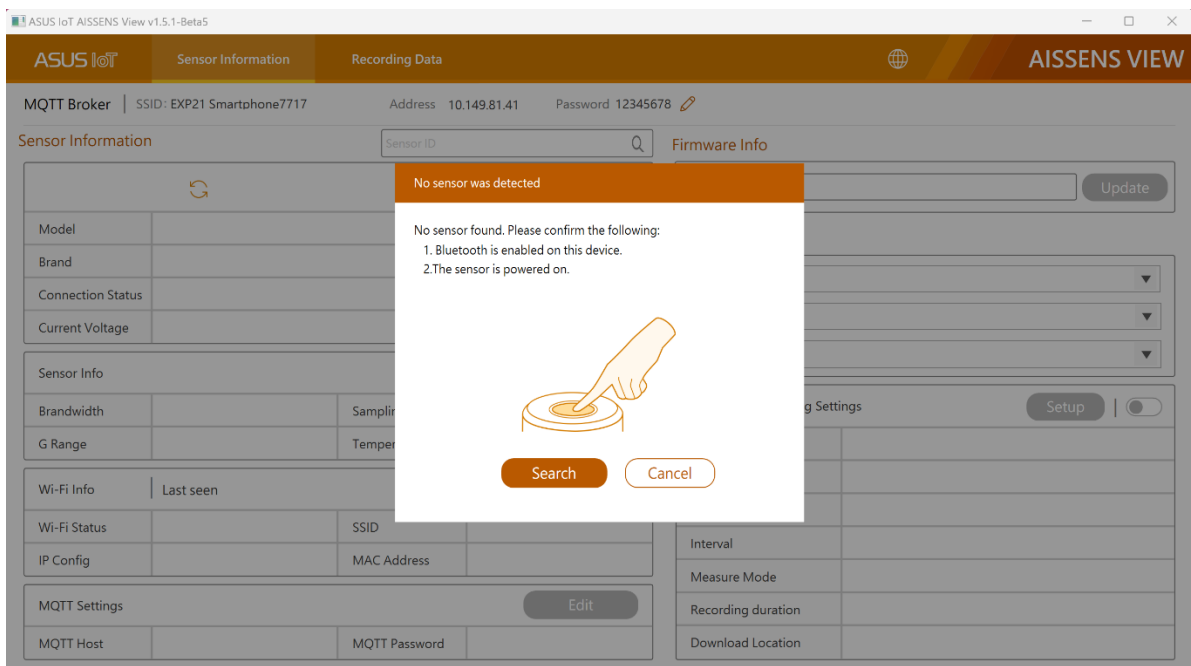 ASUS IoT AISSENS View v1.5.1-Beta5
ASUS IoT
Sensor Information
Recording Data
AISSENS VIEW
MQTT Broker
SSID: EXP21 Smartphone7717
Address 10.149.81.41
Password 12345678
Sensor Information
Sensor ID
Firmware Info
Update
No sensor was detected
No sensor found. Please confirm the following:
1. Bluetooth is enabled on this device.
2.The sensor is powered on.
Search
Cancel
Model
Brand
Connection Status
Current Voltage
Sensor Info
Brandwidth
Samplin
G Range
Temper
Wi-Fi Info
Last seen
Wi-Fi Status
SSID
IP Config
MAC Address
MQTT Settings
Edit
MQTT Host
MQTT Password
g Settings
Setup
Interval
Measure Mode
Recording duration
Download Location